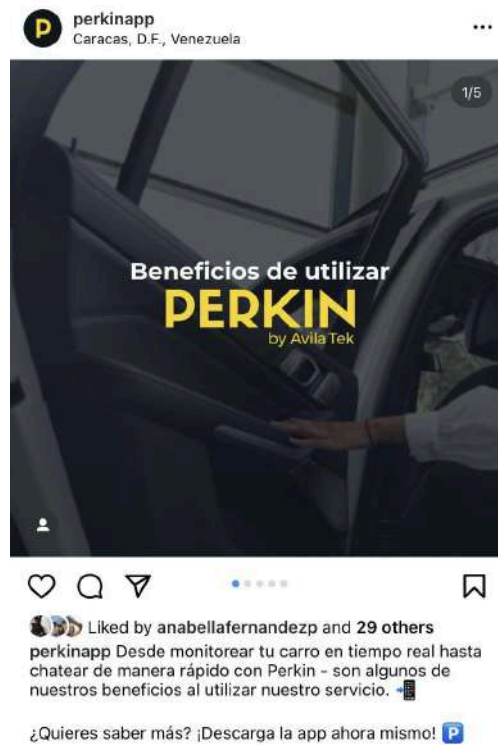 perkinapp
Caracas, D.F., Venezuela
1/5
Beneficios de utilizar
PERKIN
by Avila Tek
Liked by anabellafernandezp and 29 others
perkinapp Desde monitorear tu carro en tiempo real hasta
chatear de manera rápido con Perkin - son algunos de
nuestros beneficios al utilizar nuestro servicio. 📲
¿Quieres saber más? ¡Descarga la app ahora mismo! 🅿️